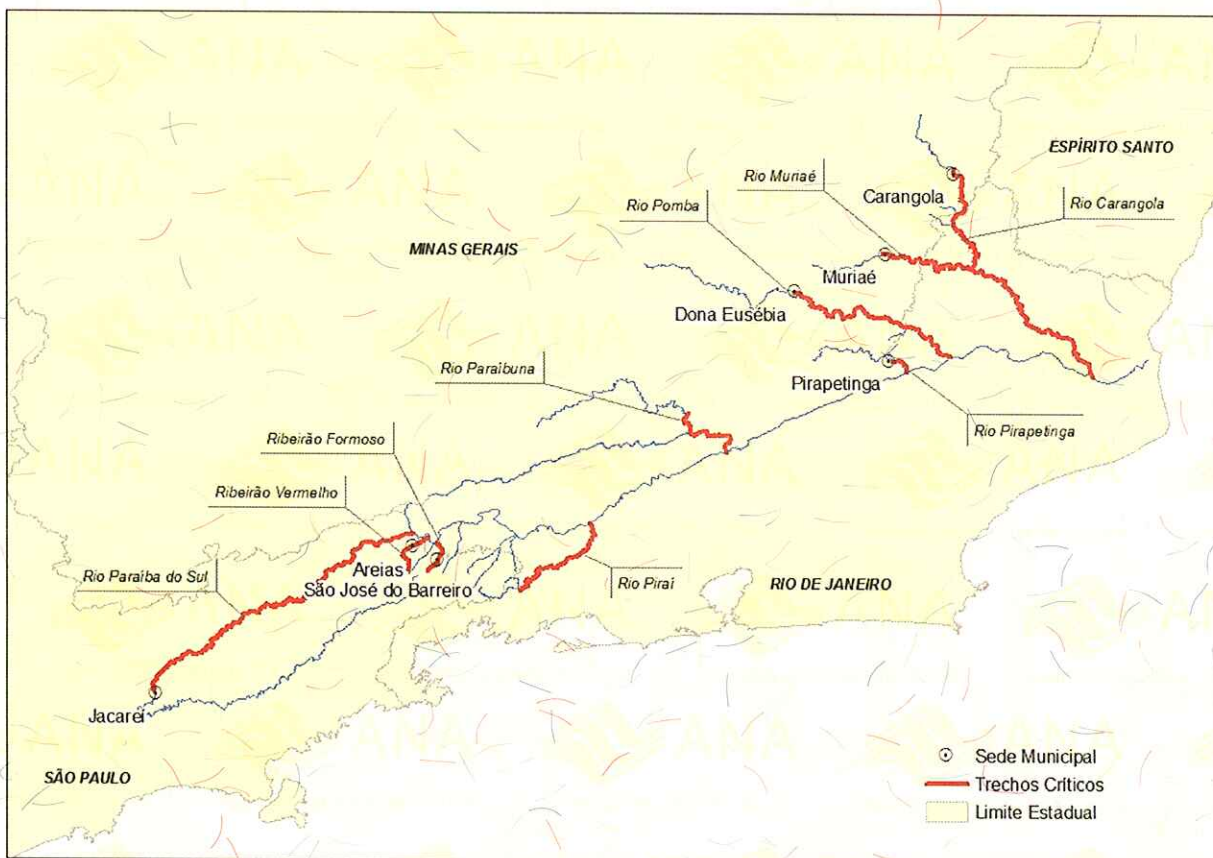 ESPÍRITO SANTO
Rio Muriaé
Carangola
Rio Carangola
Rio Pomba
MINAS GERAIS
Muriaé
Dona Eusébia
Rio Paraíbuna
Pirapetinga
Rio Pirapetinga
Ribeirão Formoso
Ribeirão Vermelho
Rio Paraíba do Sul
Areias
São José do Barreiro
Rio Piraí
RIO DE JANEIRO
Jacareí
SÃO PAULO
Sede Municipal
Trechos Críticos
Limite Estadual
ANA